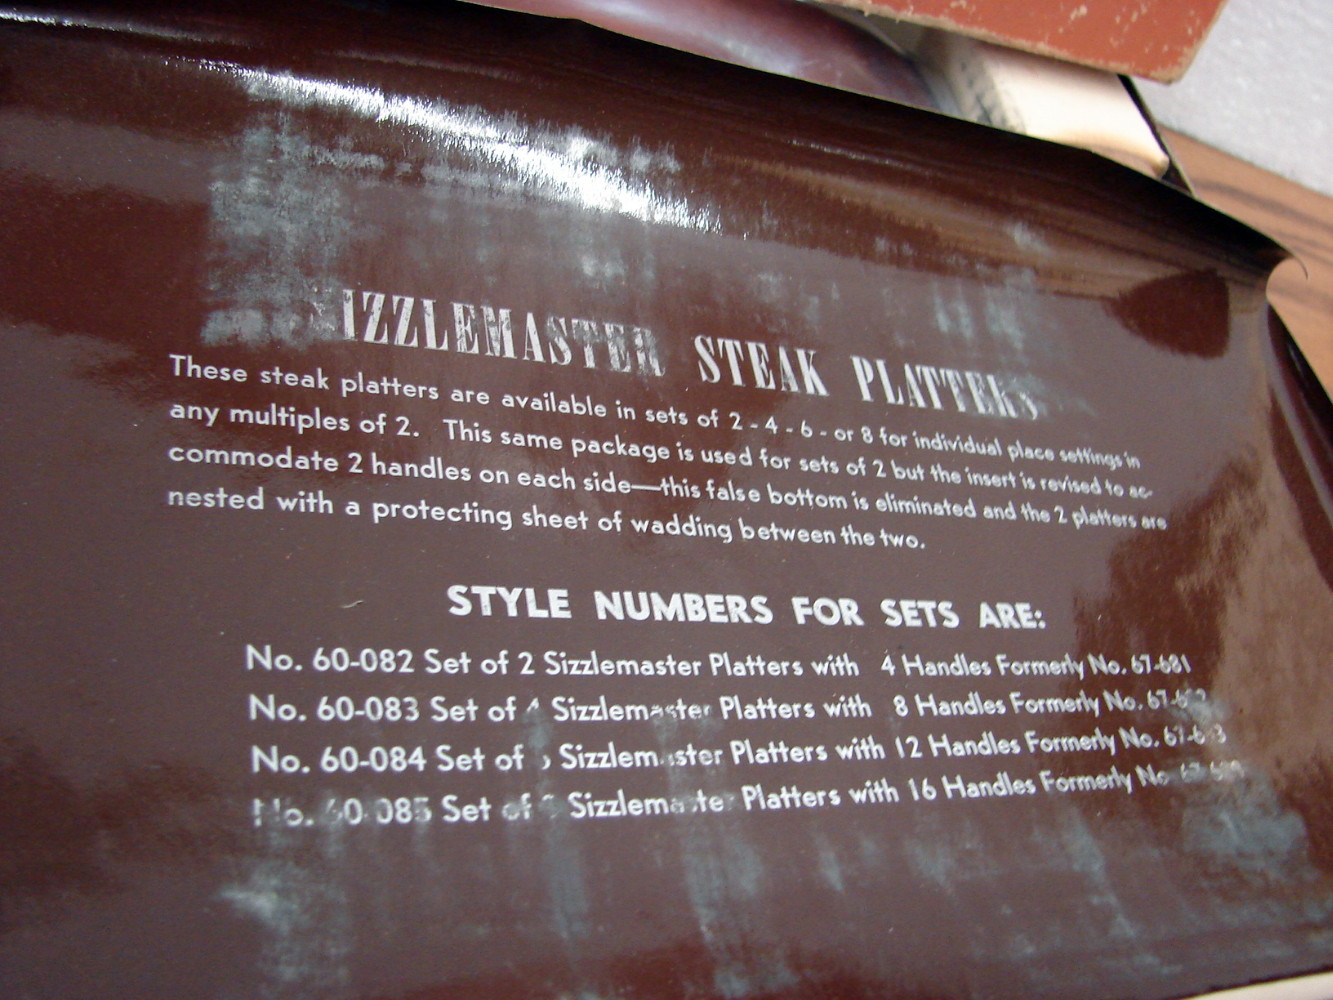 SIZZLEMASTER STEAK PLATTERS
These steak platters are available in sets of 2 - 4 - 6 - or 8 for individual place settings in
any multiples of 2. This same package is used for sets of 2 but the insert is revised to ac-
commodate 2 handles on each side—this false bottom is eliminated and the 2 platters are
nested with a protecting sheet of wadding between the two.
STYLE NUMBERS FOR SETS ARE:
No. 60-082 Set of 2 Sizzlemaster Platters with 4 Handles Formerly No. 67-681
No. 60-083 Set of 4 Sizzlemaster Platters with 8 Handles Formerly No.
No. 60-084 Set of Sizzlemaster Platters with 12 Handles Formerly No.
No. 60-085 Set of Sizzlemaster Platters with 16 Handles Formerly No.